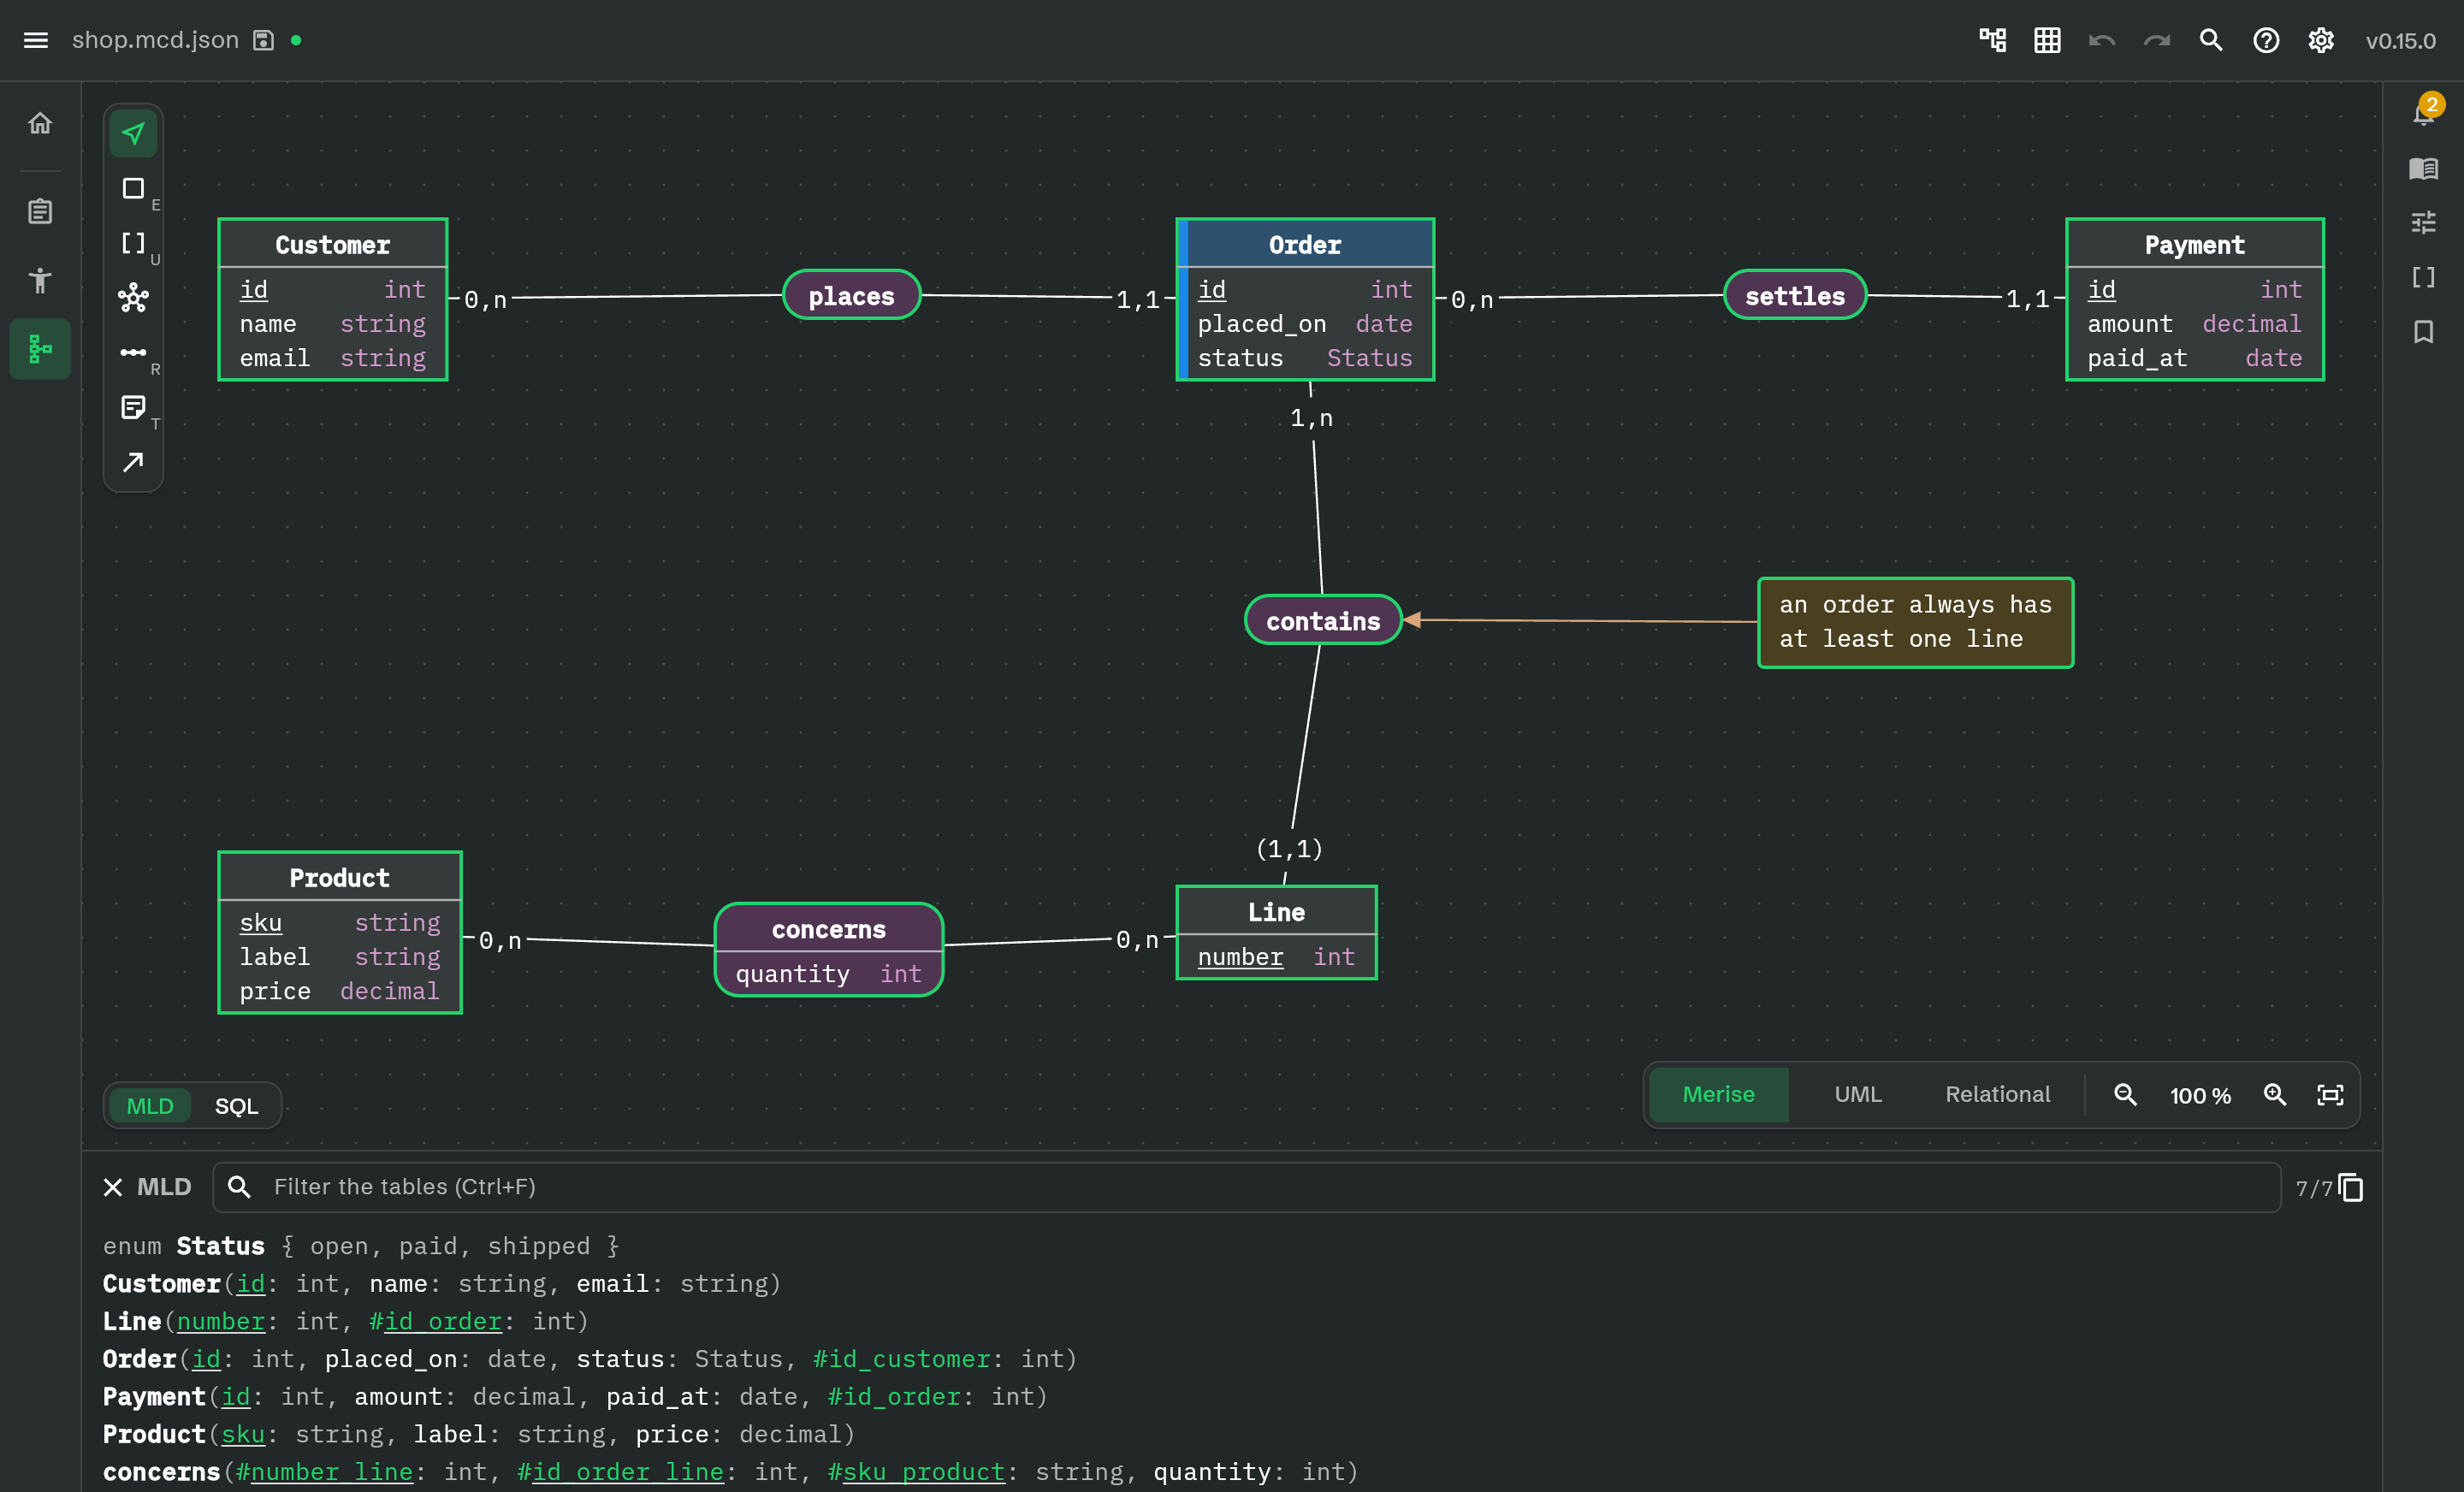 shop.mcd.json
v0.15.0
2
E
U
R
T
Customer
id int
name string
email string
0,n
places
1,1
Order
id int
placed_on date
status Status
0,n
settles
1,1
Payment
id int
amount decimal
paid_at date
1,n
contains
an order always has
at least one line
(1,1)
Product
sku string
label string
price decimal
0,n
concerns
quantity int
0,n
Line
number int
MLD SQL
Merise UML Relational 100 %
MLD Filter the tables (Ctrl+F) 7/7
enum Status { open, paid, shipped }
Customer(id: int, name: string, email: string)
Line(number: int, #id_order: int)
Order(id: int, placed_on: date, status: Status, #id_customer: int)
Payment(id: int, amount: decimal, paid_at: date, #id_order: int)
Product(sku: string, label: string, price: decimal)
concerns(#number_line: int, #id_order_line: int, #sku_product: string, quantity: int)